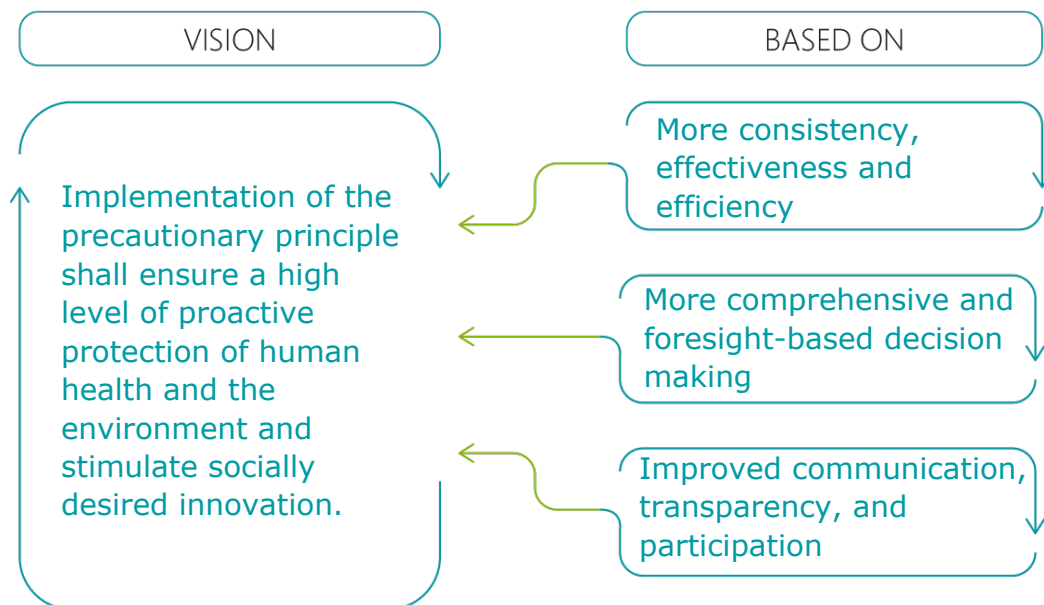 VISION
Implementation of the
precautionary principle
shall ensure a high
level of proactive
protection of human
health and the
environment and
stimulate socially
desired innovation.
BASED ON
More consistency,
effectiveness and
efficiency
More comprehensive and
foresight-based decision
making
Improved communication,
transparency, and
participation